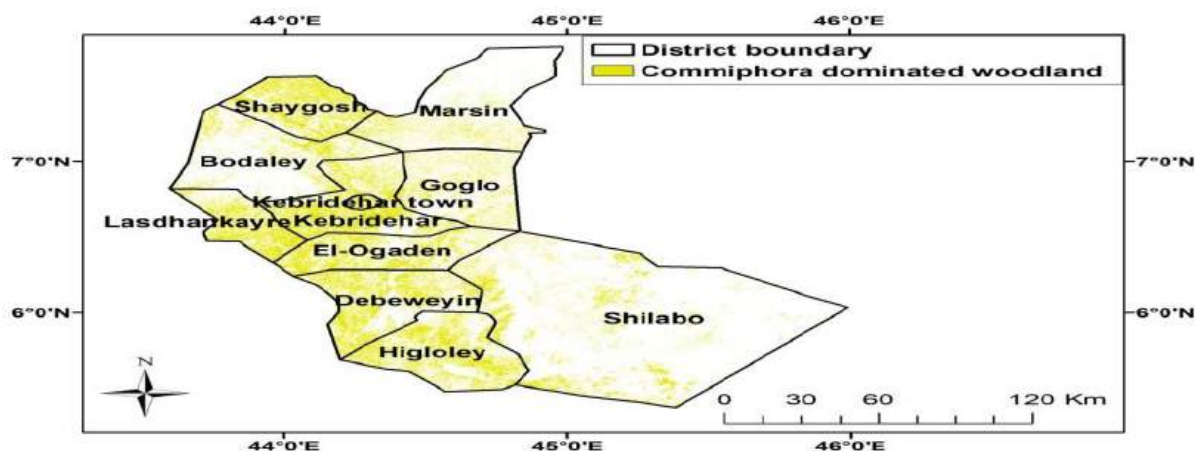 44°0'E 45°0'E 46°0'E
District boundary
Commiphora dominated woodland
Shaygosh
Marsin
7°0'N 7°0'N
Bodaley
Goglo
Kebridehar town
Lasdhankayre Kebridehar
El-Ogaden
Debeweyin
6°0'N 6°0'N
Shilabo
Higloley
N
0 30 60 120 Km
44°0'E 45°0'E 46°0'E